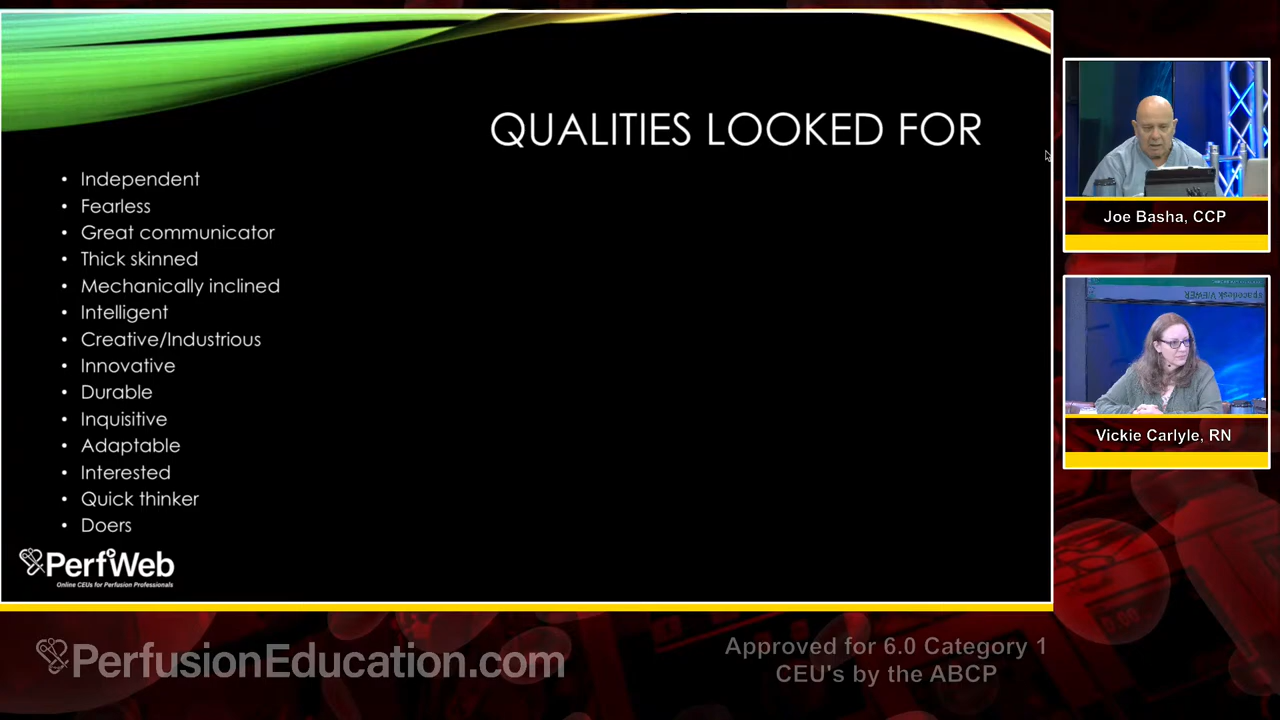 QUALITIES LOOKED FOR
• Independent
• Fearless
• Great communicator
• Thick skinned
• Mechanically inclined
• Intelligent
• Creative/Industrious
• Innovative
• Durable
• Inquisitive
• Adaptable
• Interested
• Quick thinker
• Doers
PerfWeb
Online CEUs for Perfusion Professionals
Joe Basha, CCP
spacedesk VIEWER
Vickie Carlyle, RN
PerfusionEducation.com
Approved for 6.0 Category 1
CEU's by the ABCP